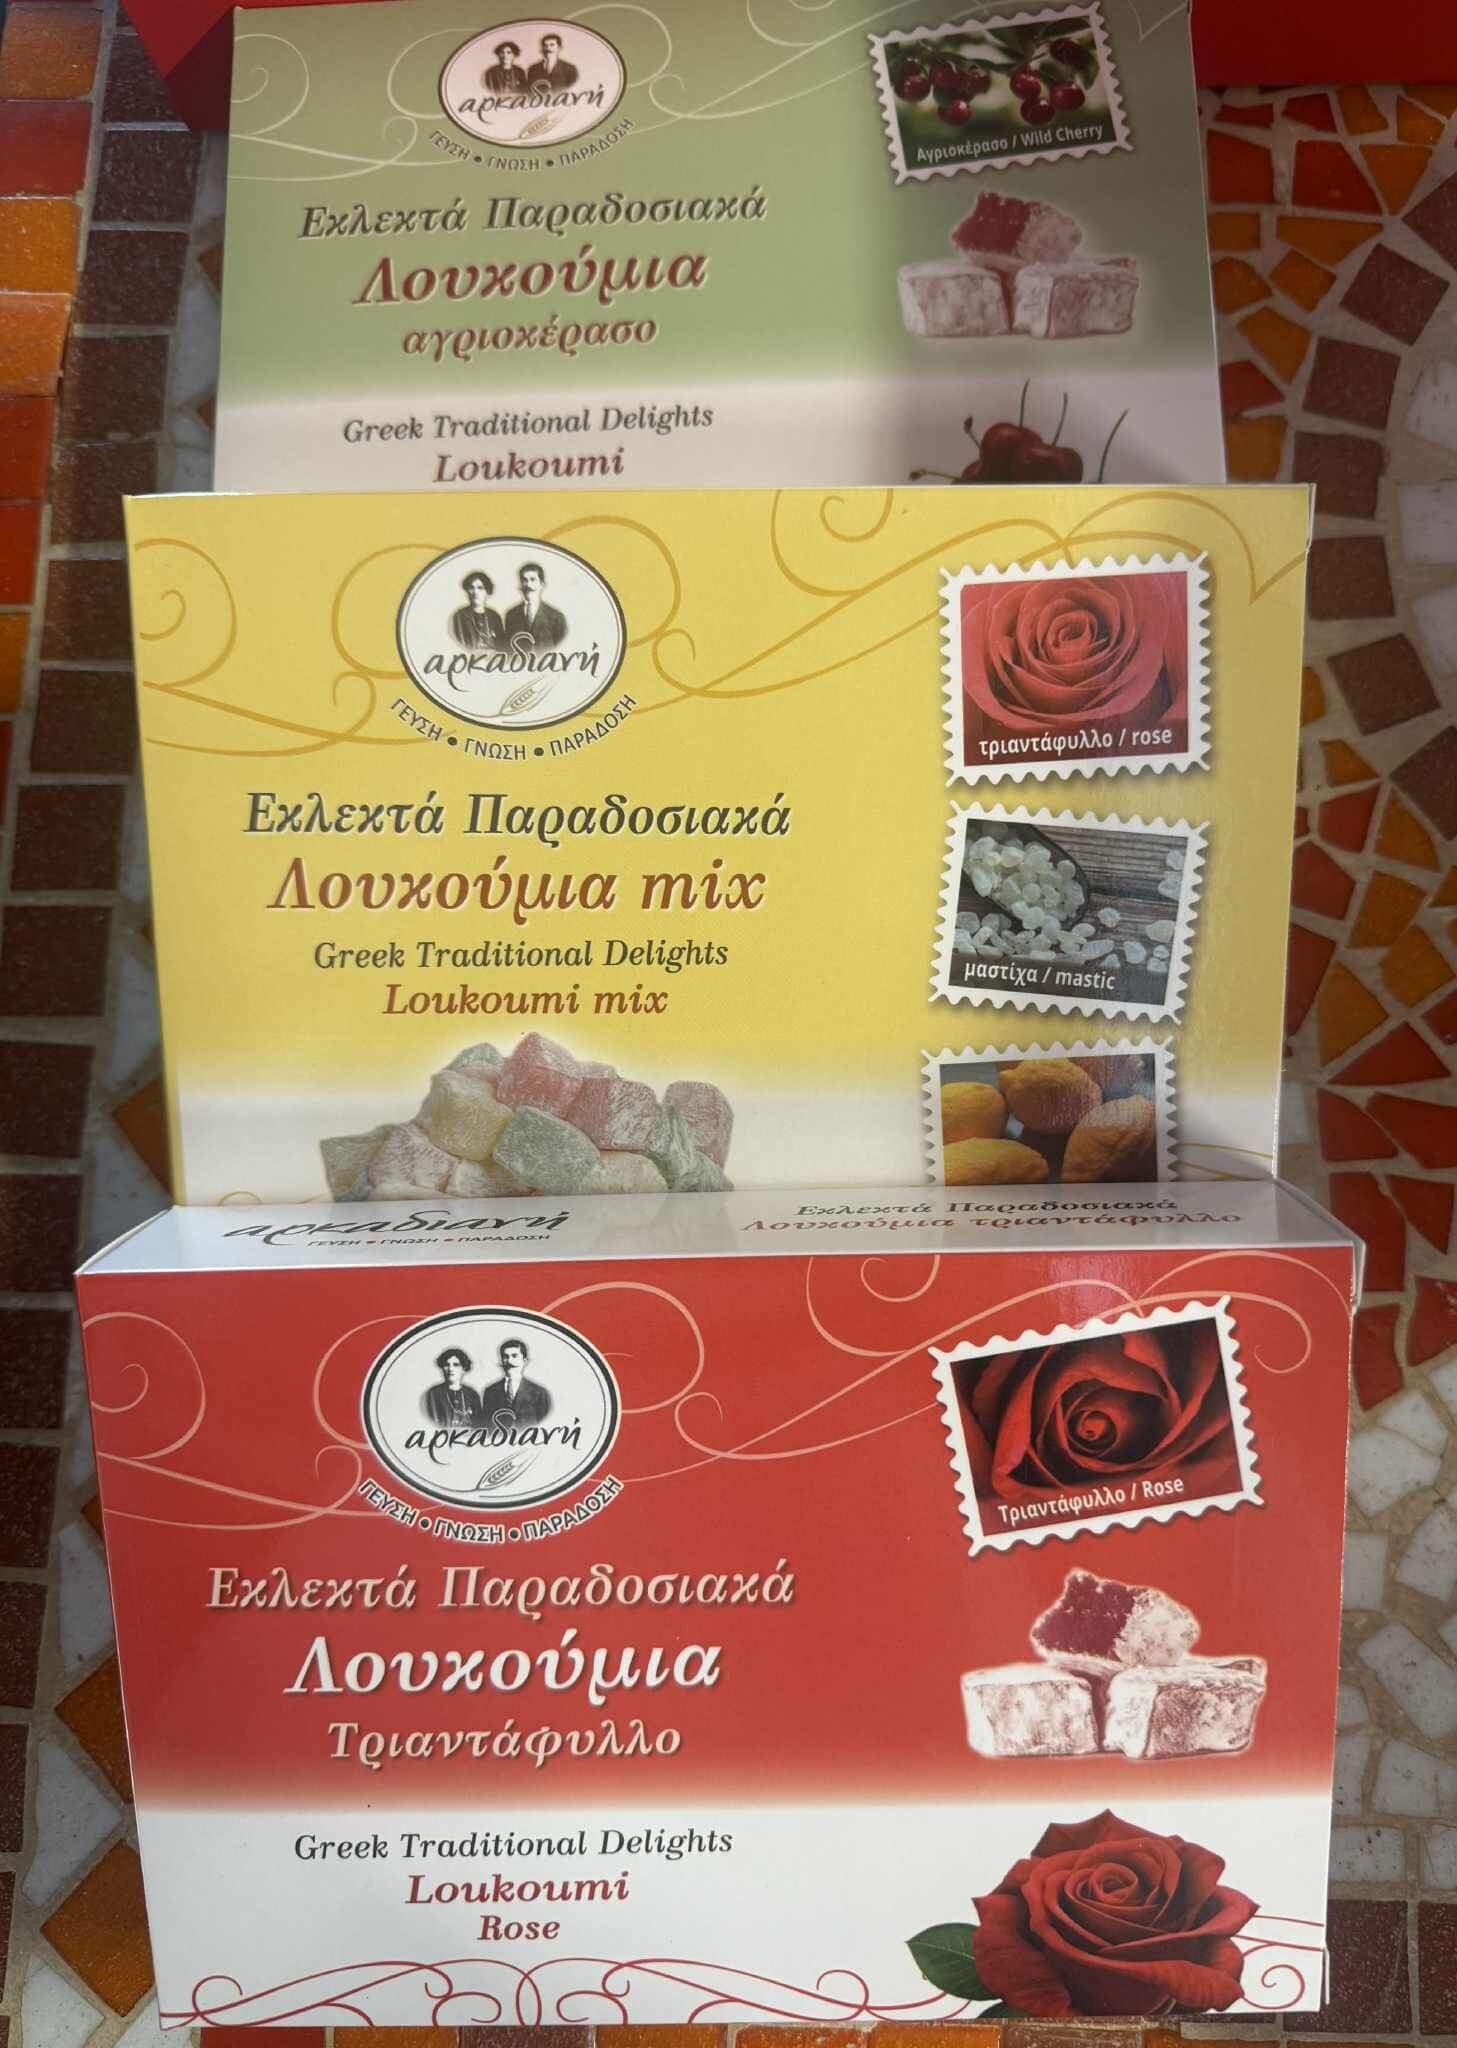 αρκαδιανή
ΓΕΥΣΗ • ΓΝΩΣΗ • ΠΑΡΑΔΟΣΗ
Αγριοκέρασο / Wild Cherry
Εκλεκτά Παραδοσιακά
Λουκούμια
αγριοκέρασο
Greek Traditional Delights
Loukoumi
αρκαδιανή
ΓΕΥΣΗ • ΓΝΩΣΗ • ΠΑΡΑΔΟΣΗ
τριαντάφυλλο / rose
Εκλεκτά Παραδοσιακά
Λουκούμια mix
Greek Traditional Delights
Loukoumi mix
μαστίχα / mastic
αρκαδιανή
ΓΕΥΣΗ • ΓΝΩΣΗ • ΠΑΡΑΔΟΣΗ
Εκλεκτά Παραδοσιακά
Λουκούμια τριαντάφυλλο
αρκαδιανή
ΓΕΥΣΗ • ΓΝΩΣΗ • ΠΑΡΑΔΟΣΗ
Τριαντάφυλλο / Rose
Εκλεκτά Παραδοσιακά
Λουκούμια
Τριαντάφυλλο
Greek Traditional Delights
Loukoumi
Rose